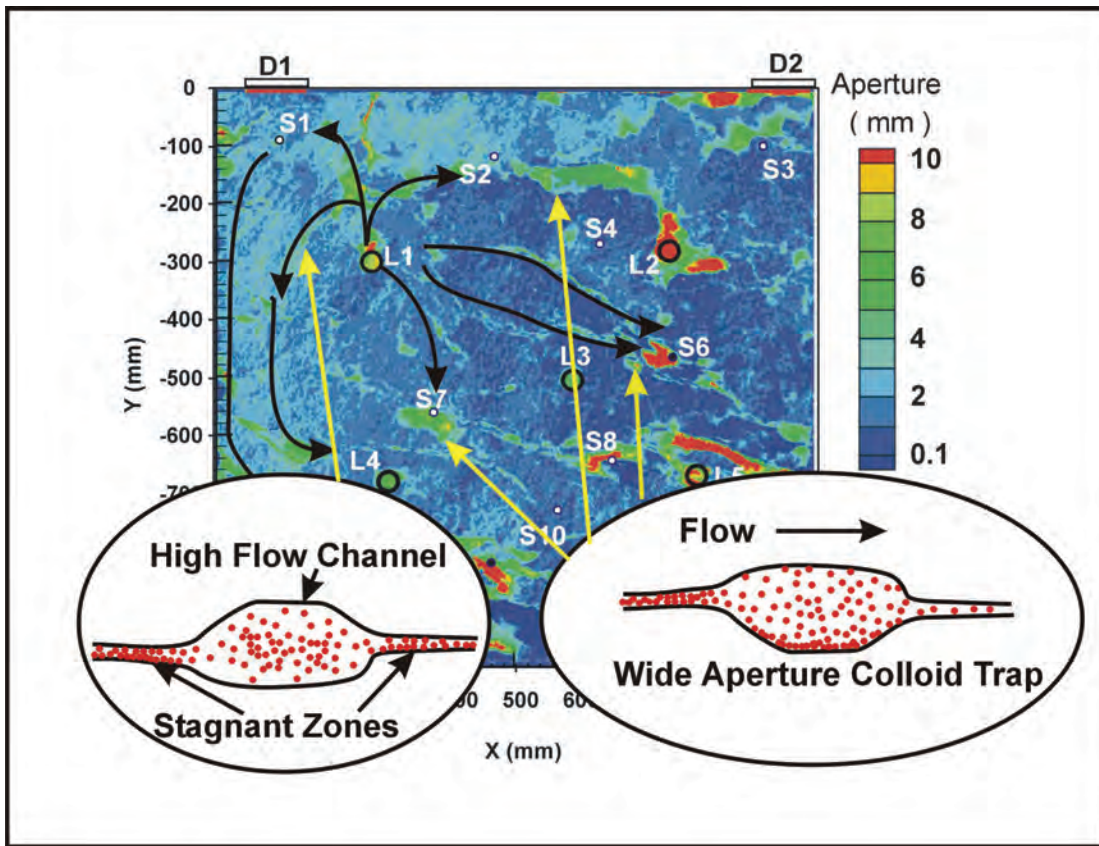 D1
D2
Aperture
( mm )
0
-100
-200
-300
-400
-500
-600
S1
S2
S3
S4
L1
L2
10
8
6
4
2
0.1
Y (mm)
L3
S6
S7
S8
L4
S10
High Flow Channel
Stagnant Zones
Flow
Wide Aperture Colloid Trap
500
X (mm)